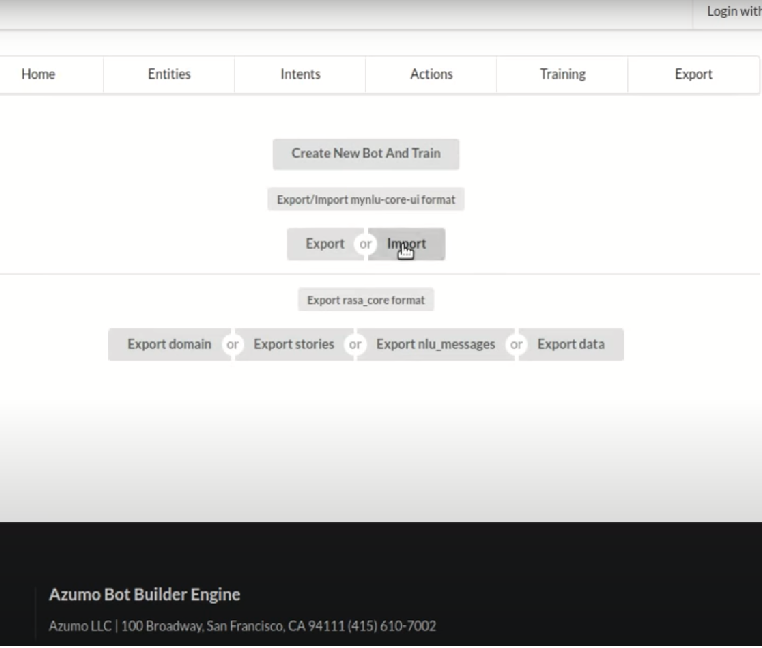 Login with
Home Entities Intents Actions Training Export
Create New Bot And Train
Export/Import mynlu-core-ui format
Export or Import
Export rasa_core format
Export domain or Export stories or Export nlu_messages or Export data
Azumo Bot Builder Engine
Azumo LLC | 100 Broadway, San Francisco, CA 94111 (415) 610-7002